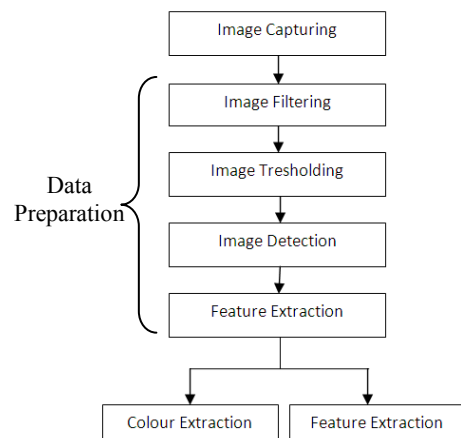 Image Capturing
Image Filtering
Image Tresholding
Data
Preparation
Image Detection
Feature Extraction
Colour Extraction
Feature Extraction